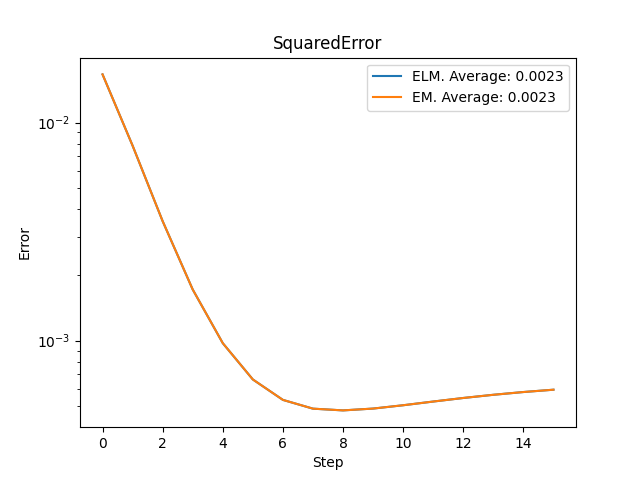 SquaredError
ELM. Average: 0.0023
EM. Average: 0.0023
Error
10⁻²
10⁻³
0 2 4 6 8 10 12 14
Step